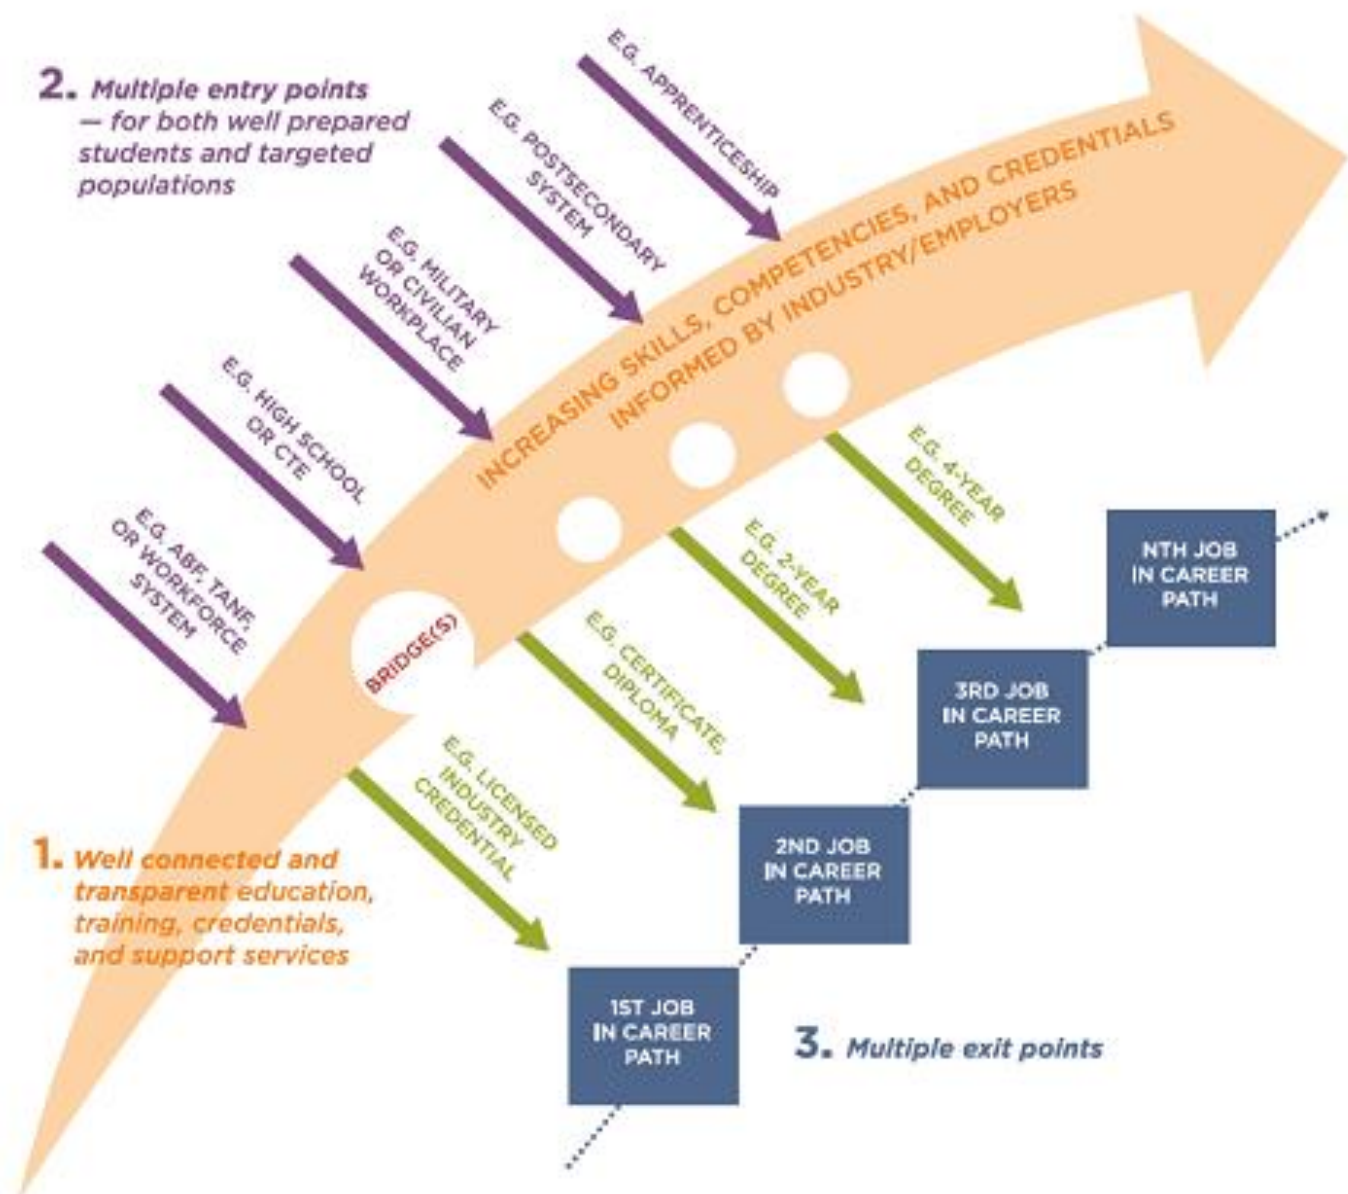 2. Multiple entry points
— for both well prepared
students and targeted
populations
E.G. APPRENTICESHIP
E.G. POSTSECONDARY
SYSTEM
E.G. MILITARY
OR CIVILIAN
WORKPLACE
E.G. HIGH SCHOOL
OR CTE
E.G. ABF, TANF,
OR WORKFORCE
SYSTEM
INCREASING SKILLS, COMPETENCIES, AND CREDENTIALS
INFORMED BY INDUSTRY/EMPLOYERS
BRIDGE(S)
E.G. 4-YEAR
DEGREE
E.G. 2-YEAR
DEGREE
E.G. CERTIFICATE,
DIPLOMA
E.G. LICENSED
INDUSTRY
CREDENTIAL
NTH JOB
IN CAREER
PATH
3RD JOB
IN CAREER
PATH
2ND JOB
IN CAREER
PATH
1ST JOB
IN CAREER
PATH
1. Well connected and
transparent education,
training, credentials,
and support services
3. Multiple exit points